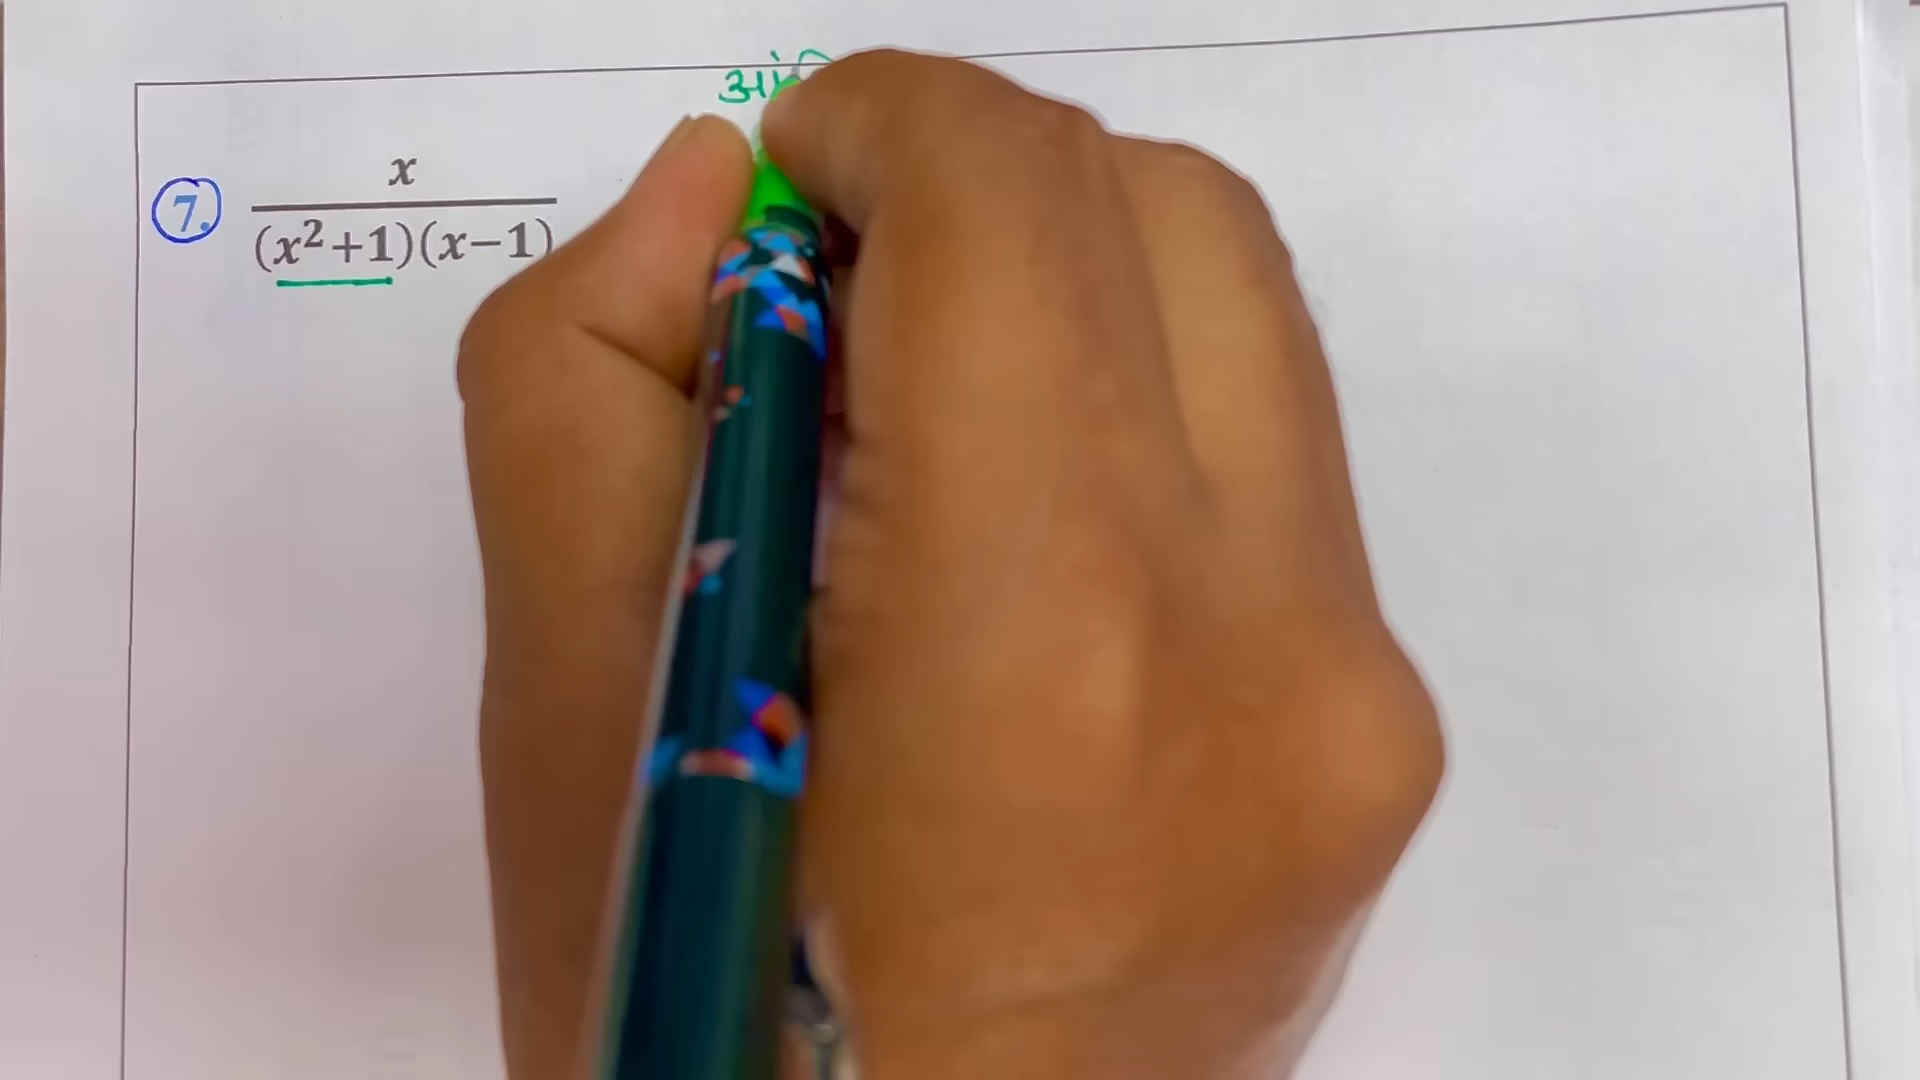 7. x
(x²+1)(x−1)